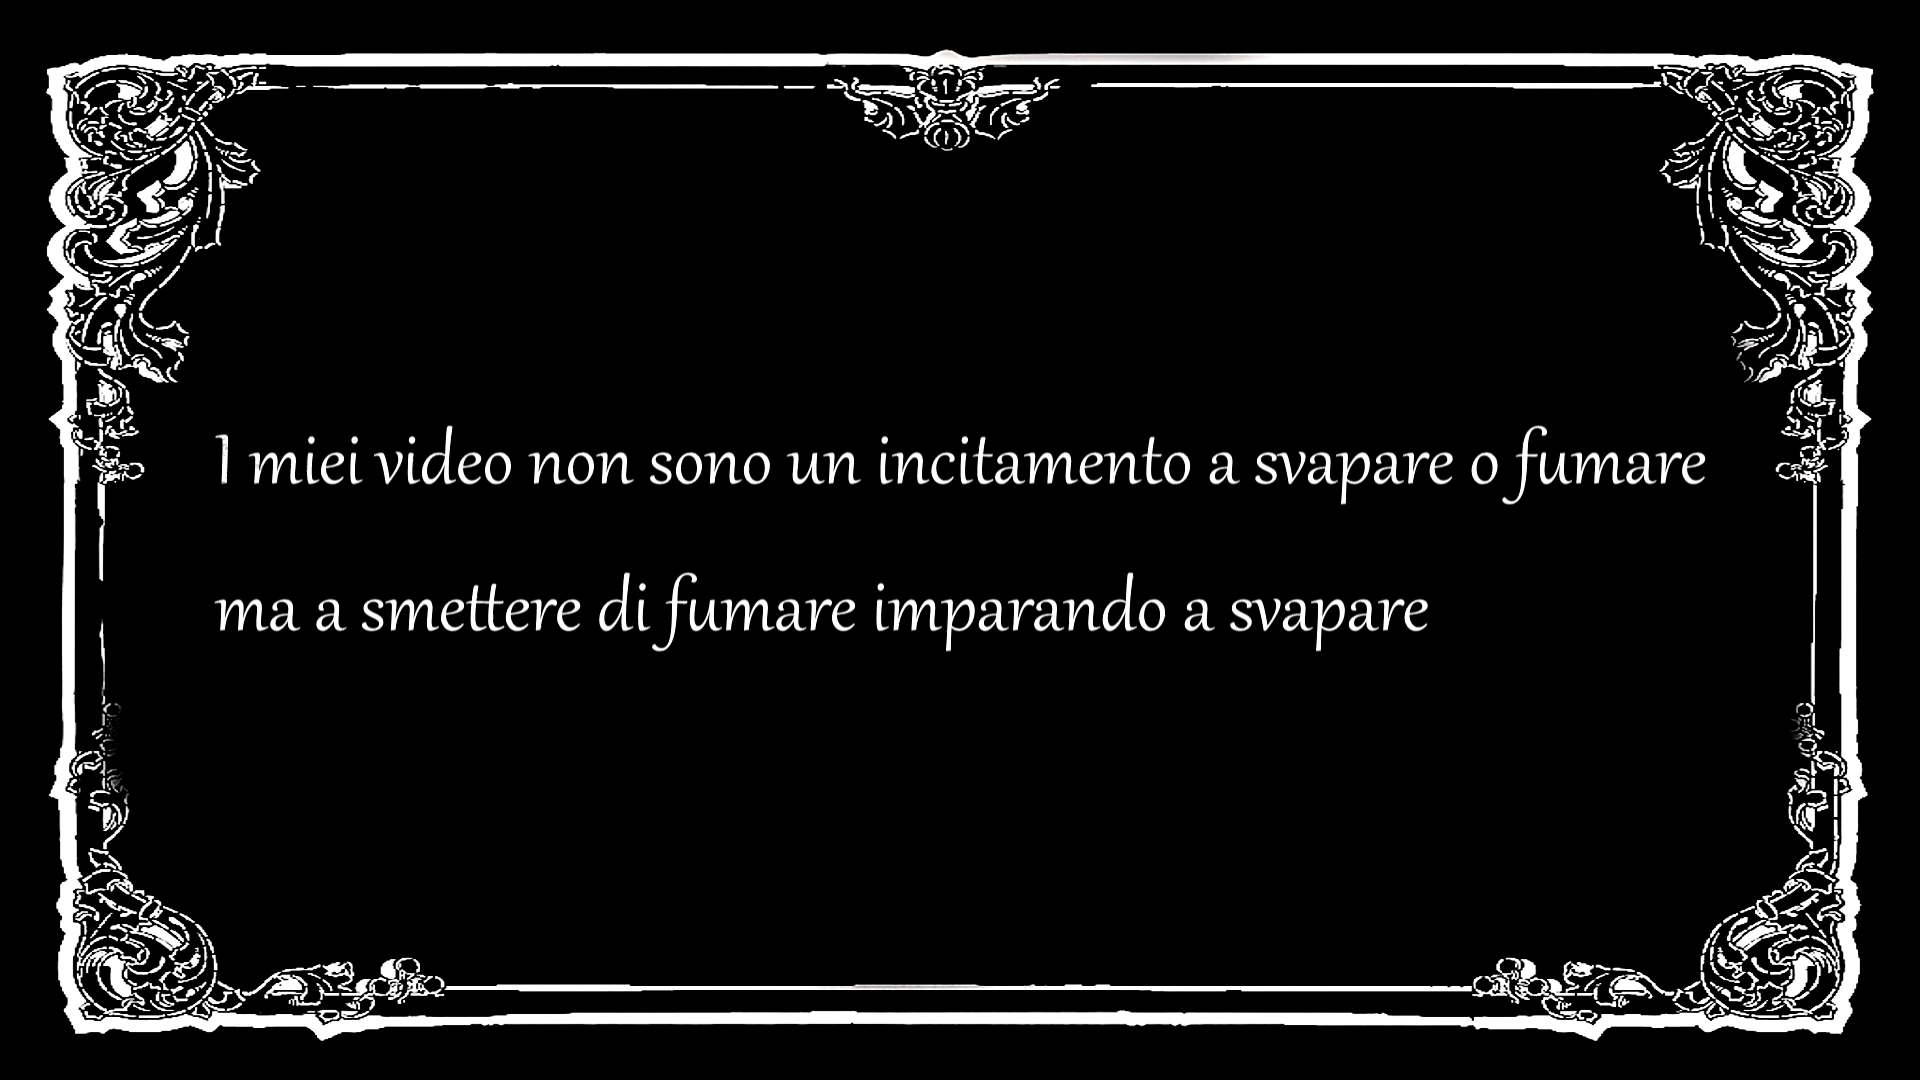 I miei video non sono un incitamento a svapare o fumare
ma a smettere di fumare imparando a svapare